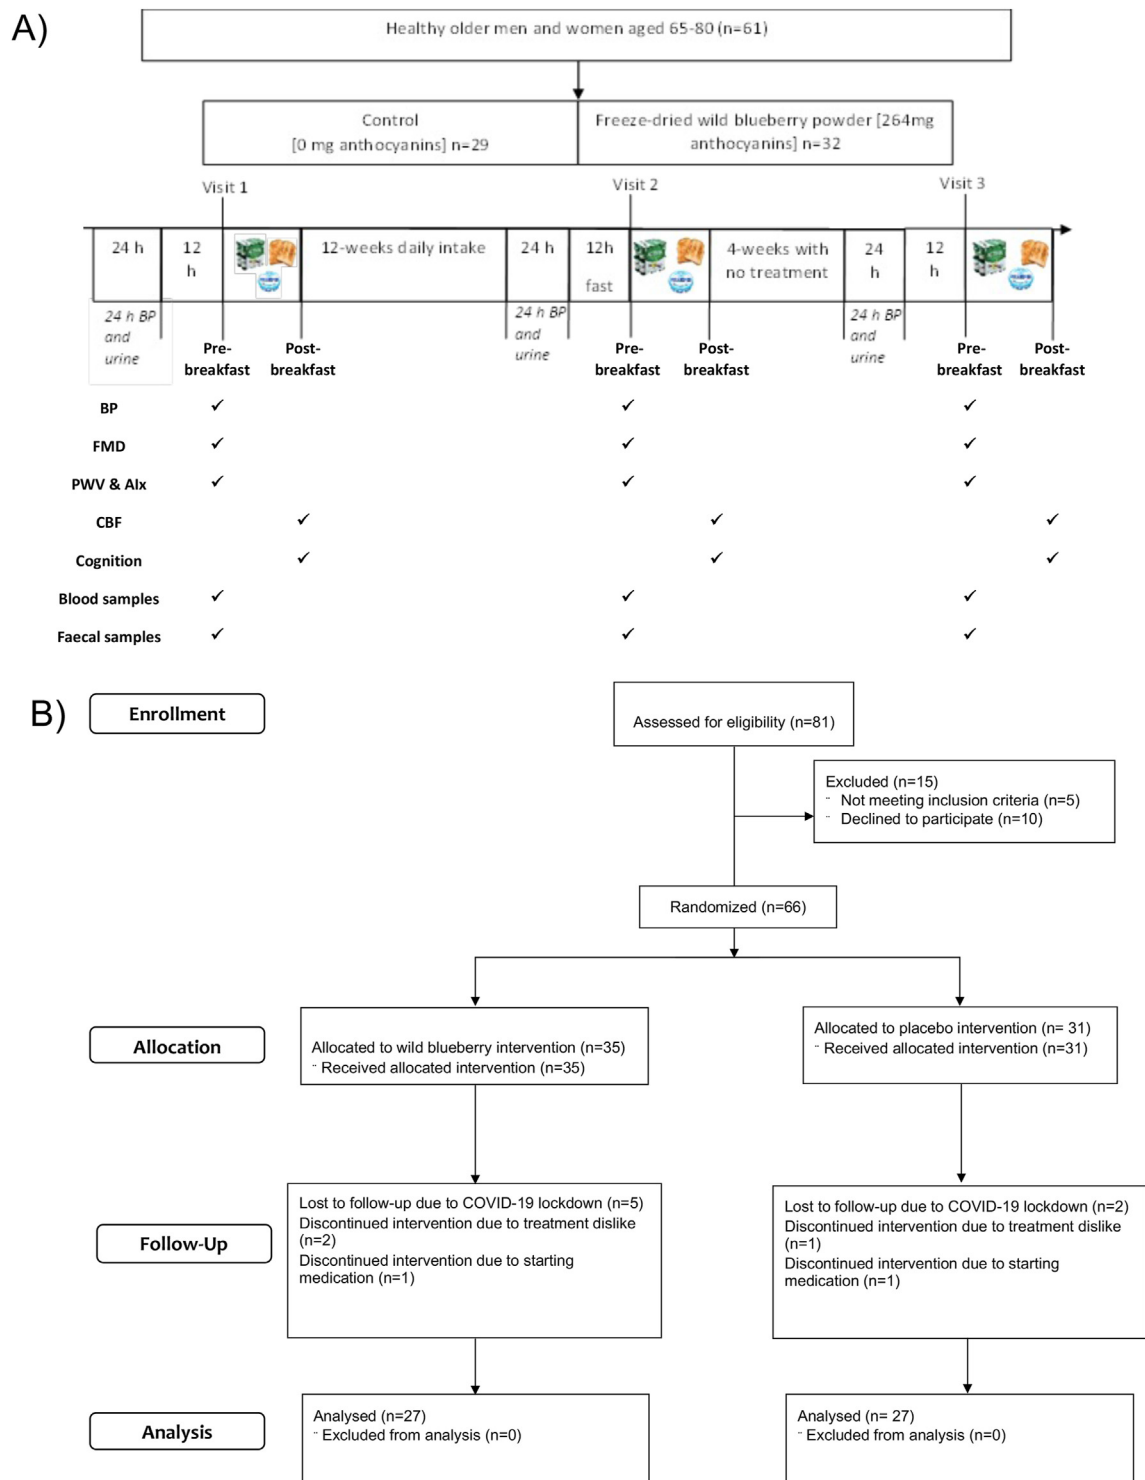 A)
Healthy older men and women aged 65-80 (n=61)
Control
[0 mg anthocyanins] n=29
Freeze-dried wild blueberry powder [264mg
anthocyanins] n=32
Visit 1
Visit 2
Visit 3
24 h
12
h
12-weeks daily intake
24 h
12h
fast
4-weeks with
no treatment
24
h
12
h
24 h BP
and
urine
24 h BP
and
urine
24 h BP
and
urine
Pre-
breakfast
Post-
breakfast
Pre-
breakfast
Post-
breakfast
Pre-
breakfast
Post-
breakfast
BP ✓ ✓ ✓
FMD ✓ ✓ ✓
PWV & AIx ✓ ✓ ✓
CBF ✓ ✓ ✓
Cognition ✓ ✓ ✓
Blood samples ✓ ✓ ✓
Faecal samples ✓ ✓ ✓
B)
Enrollment
Assessed for eligibility (n=81)
Excluded (n=15)
¨ Not meeting inclusion criteria (n=5)
¨ Declined to participate (n=10)
Randomized (n=66)
Allocation
Allocated to wild blueberry intervention (n=35)
¨ Received allocated intervention (n=35)
Allocated to placebo intervention (n= 31)
¨ Received allocated intervention (n=31)
Follow-Up
Lost to follow-up due to COVID-19 lockdown (n=5)
Discontinued intervention due to treatment dislike
(n=2)
Discontinued intervention due to starting
medication (n=1)
Lost to follow-up due to COVID-19 lockdown (n=2)
Discontinued intervention due to treatment dislike
(n=1)
Discontinued intervention due to starting
medication (n=1)
Analysis
Analysed (n=27)
¨ Excluded from analysis (n=0)
Analysed (n= 27)
¨ Excluded from analysis (n=0)